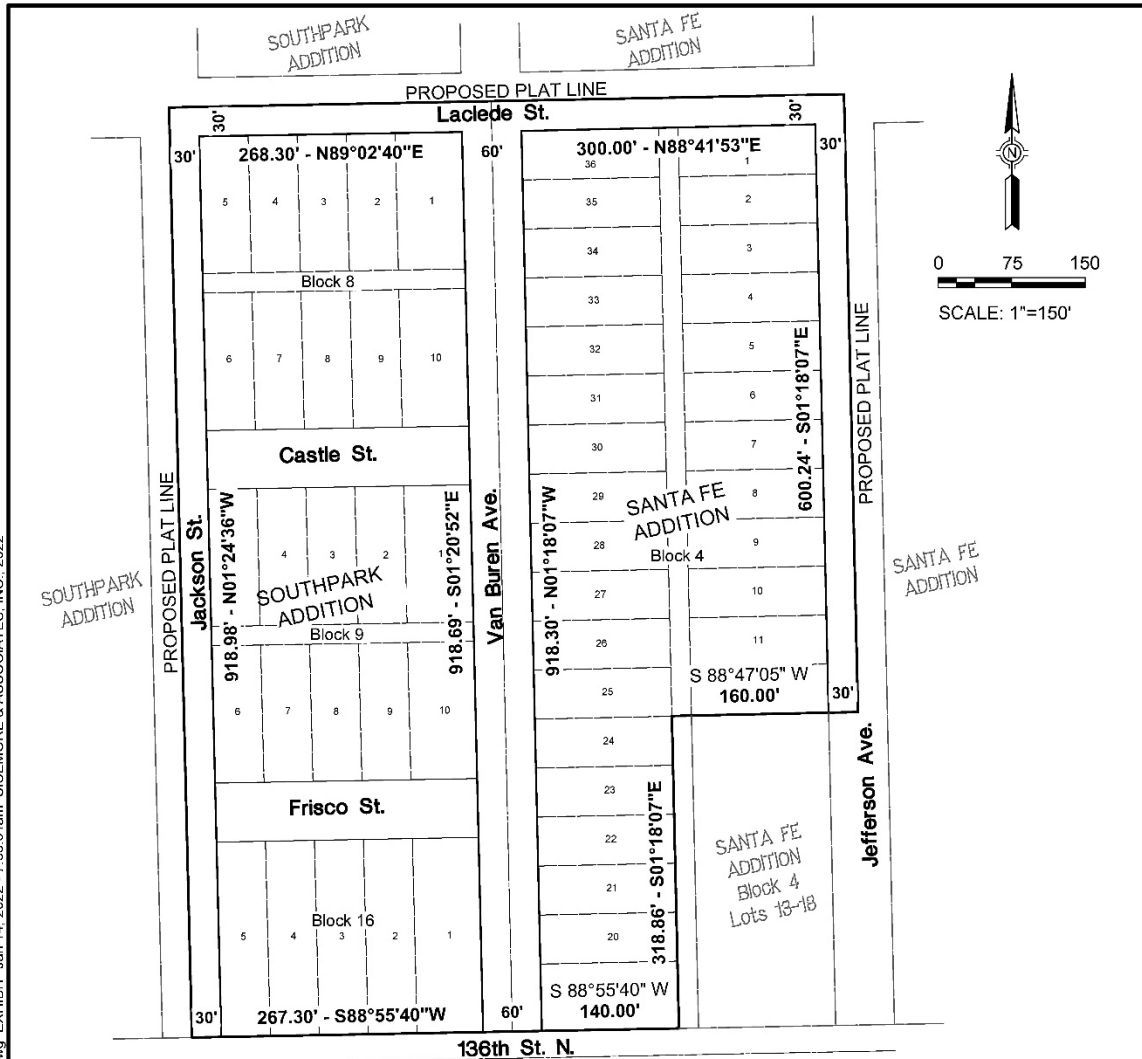 SOUTHPARK
ADDITION
SANTA FE
ADDITION
PROPOSED PLAT LINE
Laclede St.
30'
30'
30'
268.30' - N89°02'40"E
60'
300.00' - N88°41'53"E
30'
N
5
4
3
2
1
36
1
35
2
34
3
33
4
32
5
31
6
30
7
29
8
28
9
27
10
26
11
25
24
23
22
21
20
Block 8
6
7
8
9
10
0 75 150
SCALE: 1"=150'
Castle St.
PROPOSED PLAT LINE
Jackson St.
918.98' - N01°24'36"W
4
3
2
1
SOUTHPARK
ADDITION
Block 9
6
7
8
9
10
918.69' - S01°20'52"E
Van Buren Ave.
918.30' - N01°18'07"W
SANTA FE
ADDITION
Block 4
600.24' - S01°18'07"E
PROPOSED PLAT LINE
SOUTHPARK
ADDITION
SANTA FE
ADDITION
S 88°47'05" W
160.00'
30'
Frisco St.
Block 16
5
4
3
2
1
318.86' - S01°18'07"E
SANTA FE
ADDITION
Block 4
Lots 13-18
Jefferson Ave.
30'
267.30' - S88°55'40"W
60'
S 88°55'40" W
140.00'
136th St. N.
& ASSOCIATES, INC., 2022